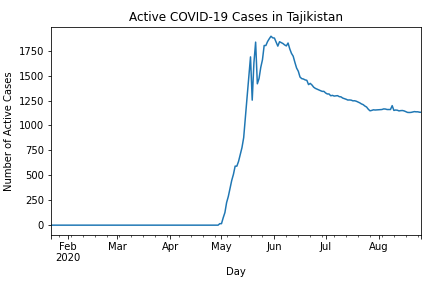 Active COVID-19 Cases in Tajikistan
Number of Active Cases
1750
1500
1250
1000
750
500
250
0
Feb Mar Apr May Jun Jul Aug
2020
Day